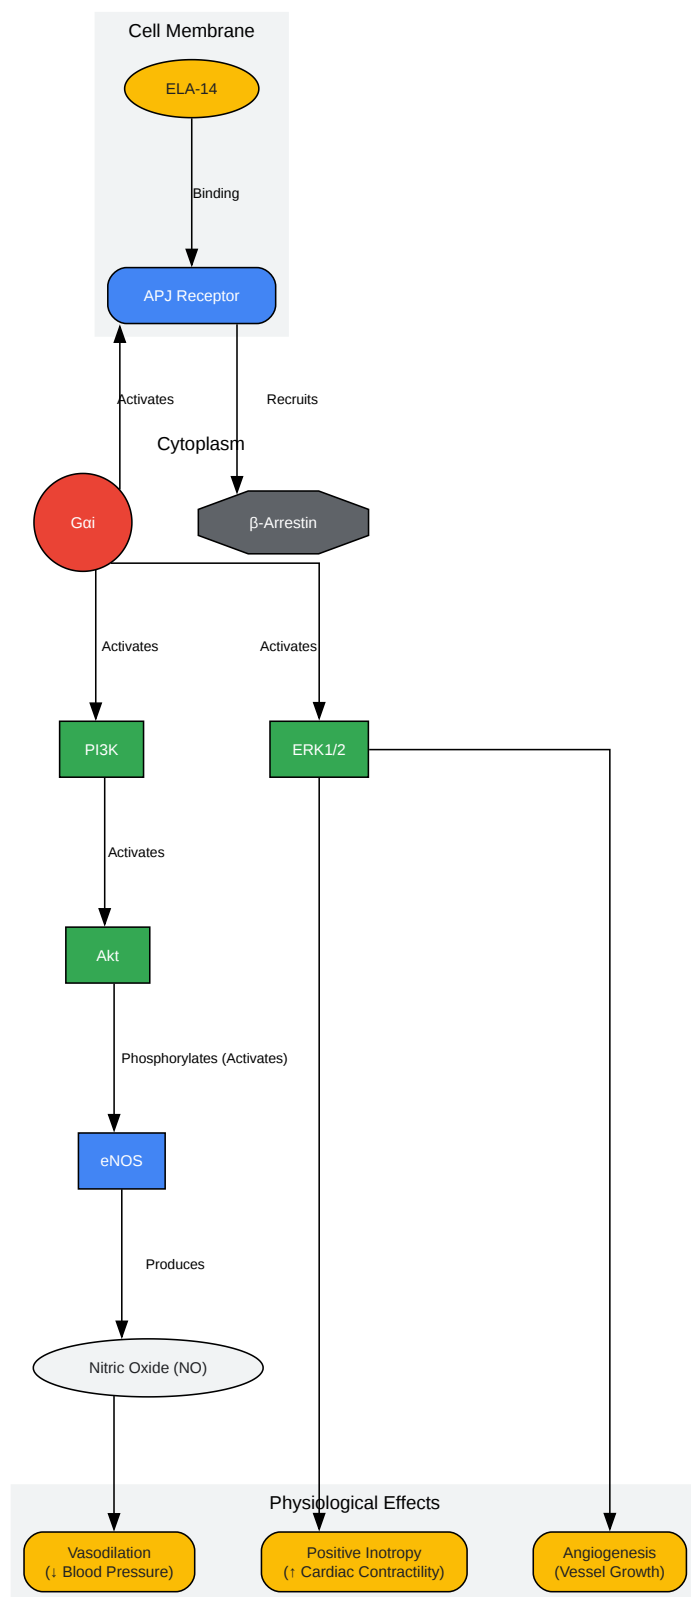 Cell Membrane
ELA-14
Binding
APJ Receptor
Activates
Recruits
Cytoplasm
Gαi
β-Arrestin
Activates
Activates
PI3K
ERK1/2
Activates
Akt
Phosphorylates (Activates)
eNOS
Produces
Nitric Oxide (NO)
Physiological Effects
Vasodilation
(↓ Blood Pressure)
Positive Inotropy
(↑ Cardiac Contractility)
Angiogenesis
(Vessel Growth)